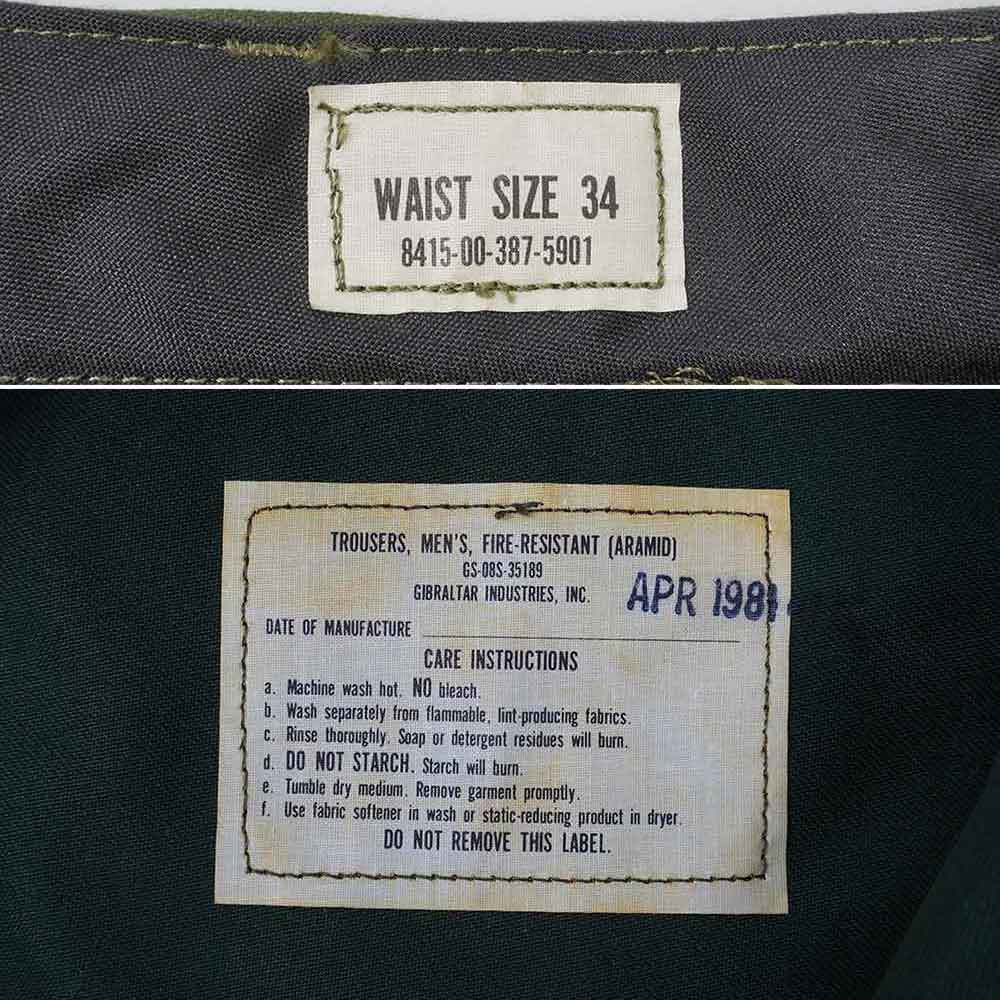 WAIST SIZE 34
8415-00-387-5901
TROUSERS, MEN'S, FIRE-RESISTANT (ARAMID)
GS-08S-35189
GIBRALTAR INDUSTRIES, INC.
APR 1981
DATE OF MANUFACTURE
CARE INSTRUCTIONS
a. Machine wash hot. NO bleach.
b. Wash separately from flammable, lint-producing fabrics.
c. Rinse thoroughly. Soap or detergent residues will burn.
d. DO NOT STARCH. Starch will burn.
e. Tumble dry medium. Remove garment promptly.
f. Use fabric softener in wash or static-reducing product in dryer.
DO NOT REMOVE THIS LABEL.